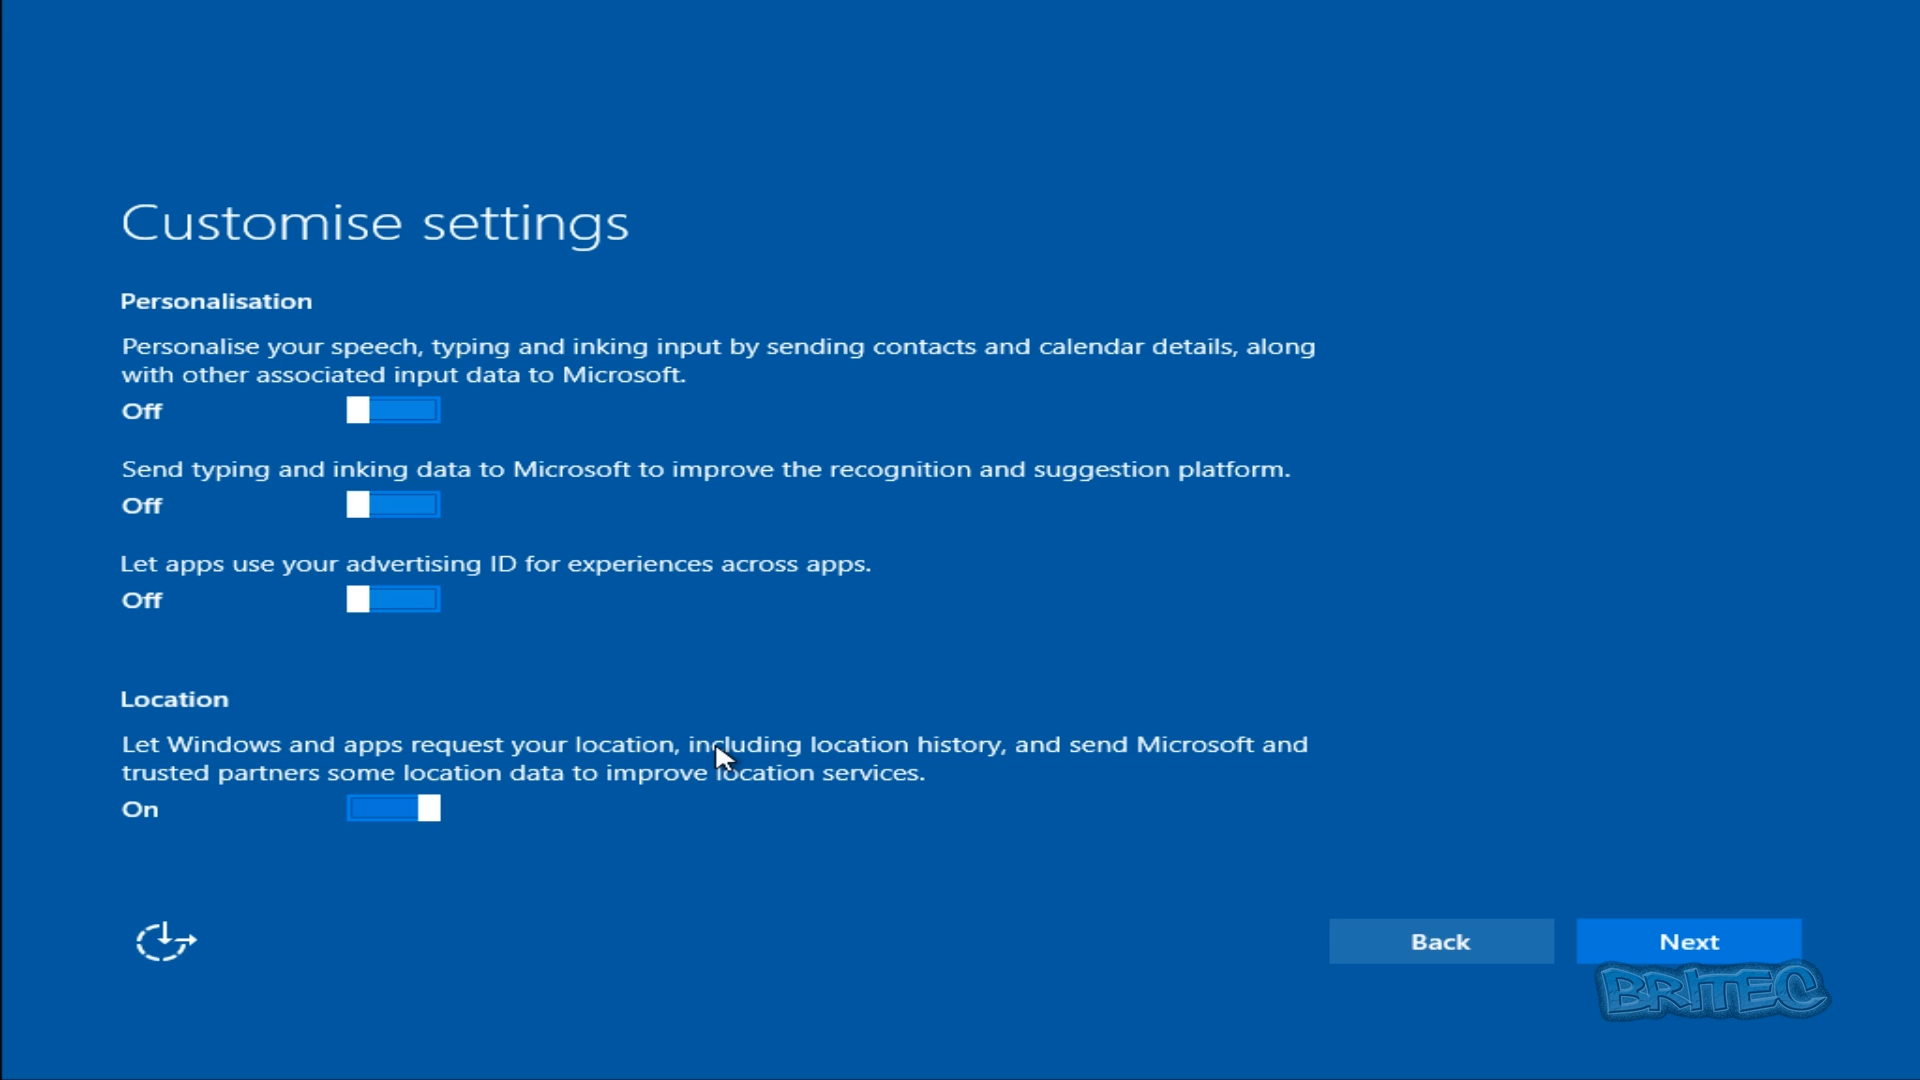 Customise settings
Personalisation
Personalise your speech, typing and inking input by sending contacts and calendar details, along
with other associated input data to Microsoft.
Off
Send typing and inking data to Microsoft to improve the recognition and suggestion platform.
Off
Let apps use your advertising ID for experiences across apps.
Off
Location
Let Windows and apps request your location, including location history, and send Microsoft and
trusted partners some location data to improve location services.
On
Back
Next
BRITEC